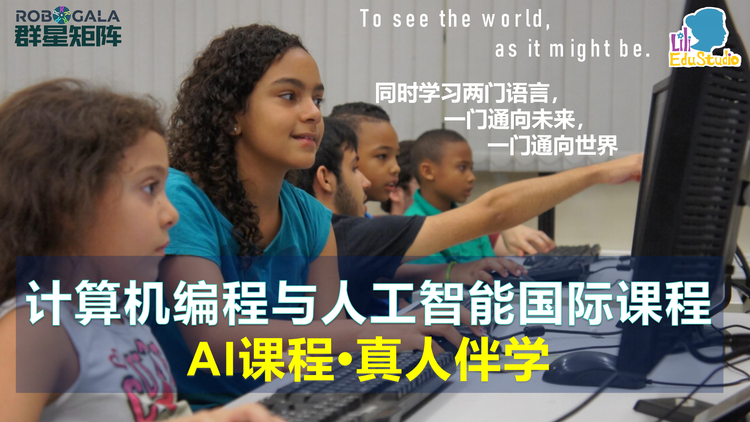 ROBOGALA
群星矩阵
To see the world,
as it might be.
Lili
EduStudio
同时学习两门语言，
一门通向未来，
一门通向世界
计算机编程与人工智能国际课程
AI课程•真人伴学